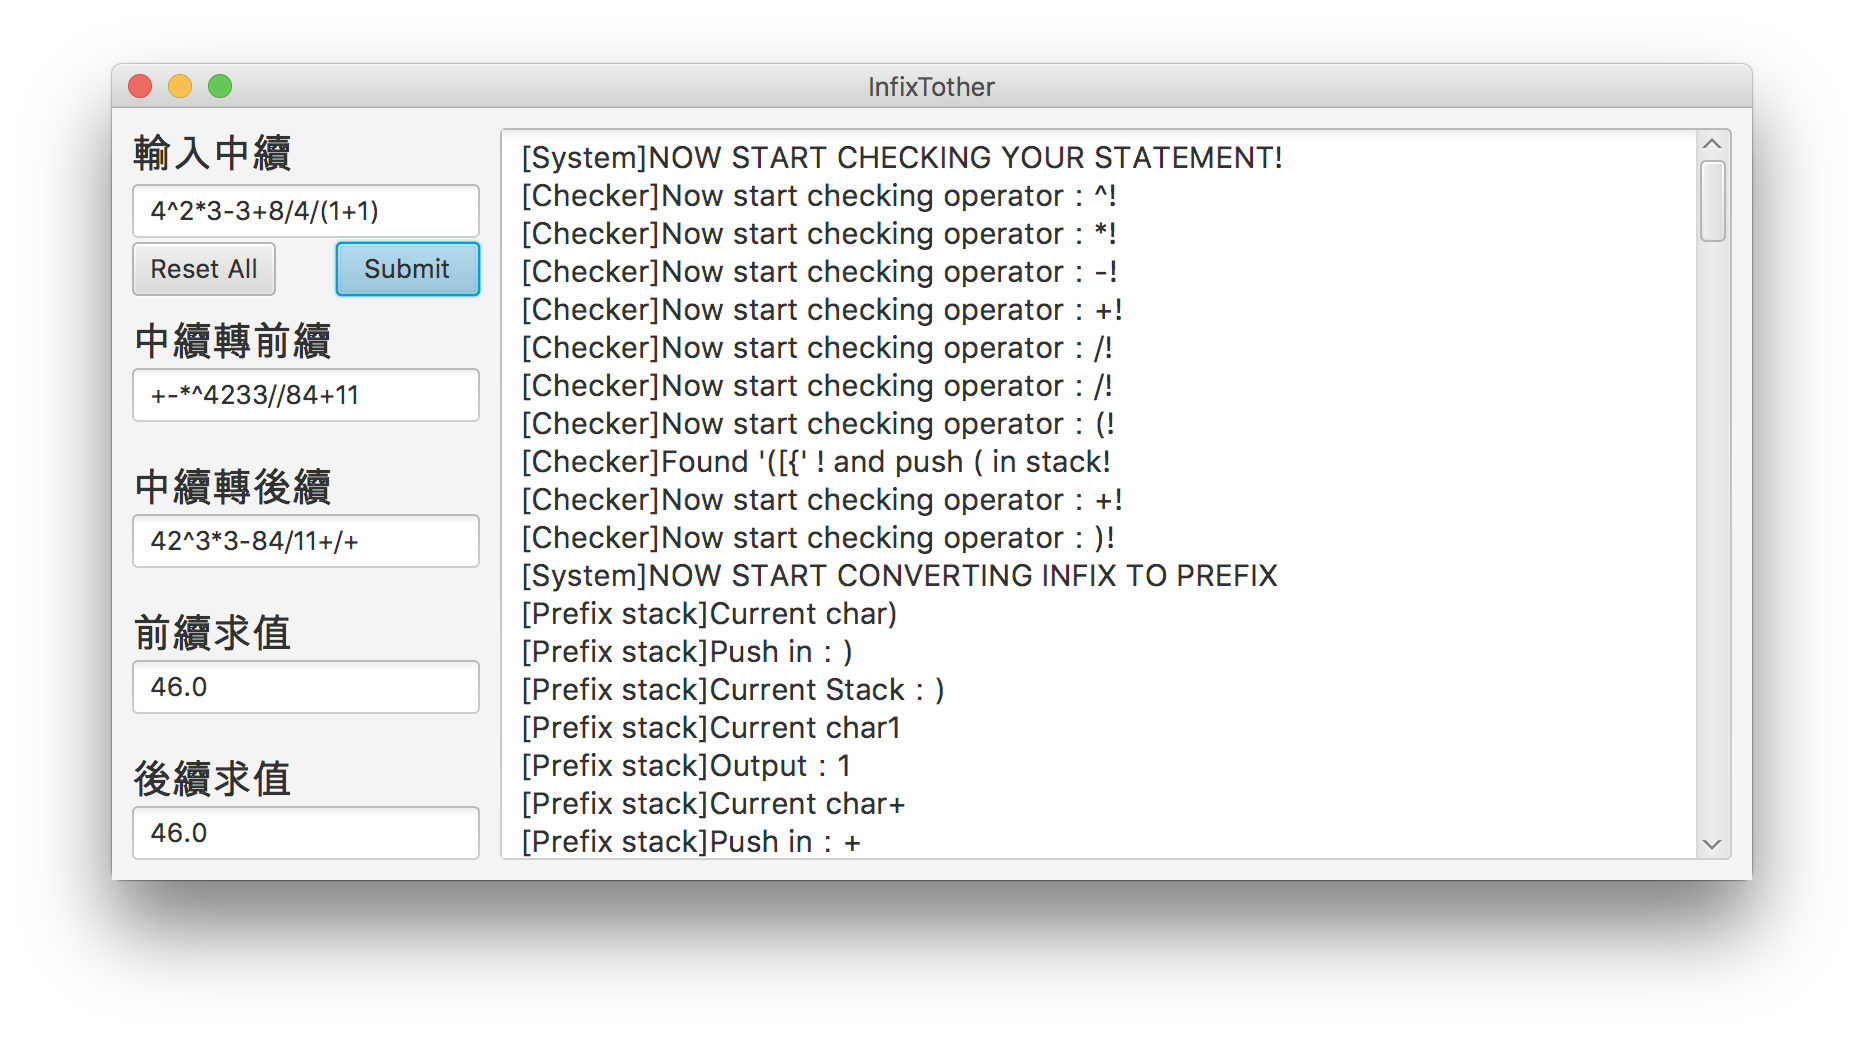 InfixTother
輸入中續
4^2*3-3+8/4/(1+1)
Reset All
Submit
中續轉前續
+-*^4233//84+11
中續轉後續
42^3*3-84/11+/+
前續求值
46.0
後續求值
46.0
[System]NOW START CHECKING YOUR STATEMENT!
[Checker]Now start checking operator : ^!
[Checker]Now start checking operator : *!
[Checker]Now start checking operator : -!
[Checker]Now start checking operator : +!
[Checker]Now start checking operator : /!
[Checker]Now start checking operator : /!
[Checker]Now start checking operator : (!
[Checker]Found '([{' ! and push ( in stack!
[Checker]Now start checking operator : +!
[Checker]Now start checking operator : )!
[System]NOW START CONVERTING INFIX TO PREFIX
[Prefix stack]Current char)
[Prefix stack]Push in : )
[Prefix stack]Current Stack : )
[Prefix stack]Current char1
[Prefix stack]Output : 1
[Prefix stack]Current char+
[Prefix stack]Push in : +